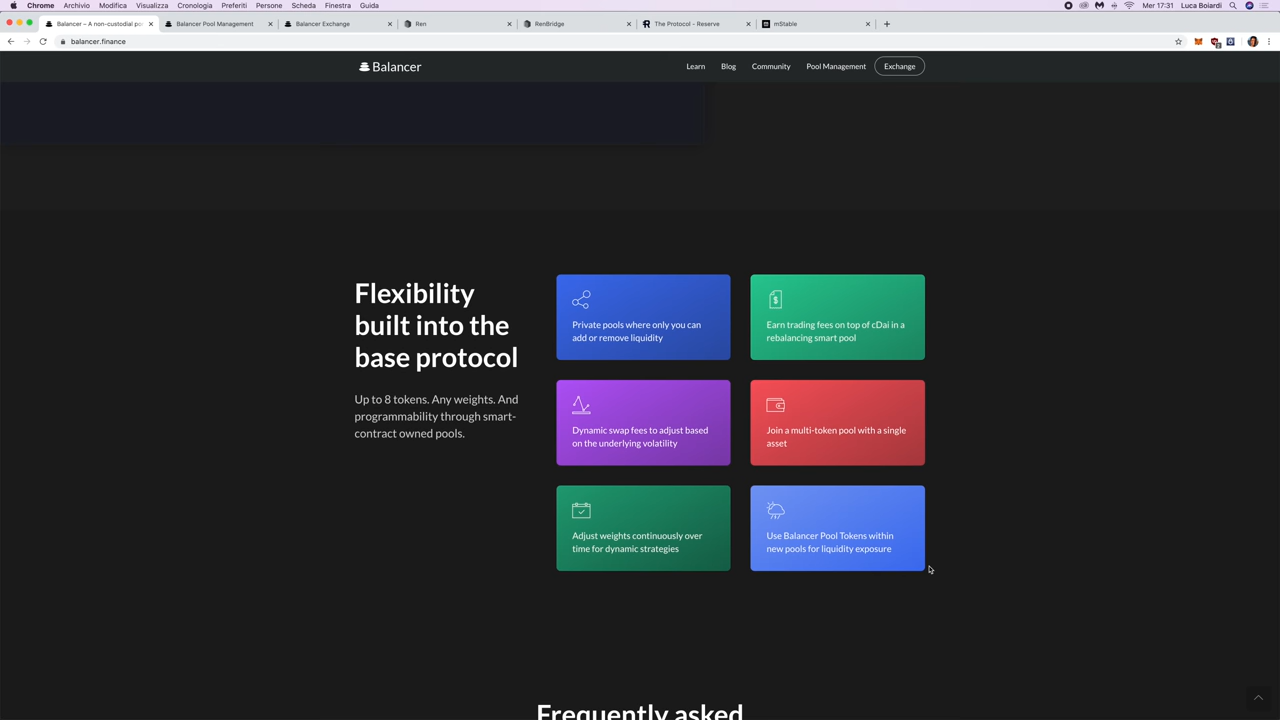 Chrome Archivio Modifica Visualizza Cronologia Preferiti Persone Scheda Finestra Guida Mer 17:31 Luca Boiardi
Balancer – A non-custodial po Balancer Pool Management Balancer Exchange Ren RenBridge The Protocol - Reserve mStable
balancer.finance
Balancer Learn Blog Community Pool Management Exchange
Flexibility
built into the
base protocol
Up to 8 tokens. Any weights. And
programmability through smart-
contract owned pools.
Private pools where only you can
add or remove liquidity
Earn trading fees on top of cDai in a
rebalancing smart pool
Dynamic swap fees to adjust based
on the underlying volatility
Join a multi-token pool with a single
asset
Adjust weights continuously over
time for dynamic strategies
Use Balancer Pool Tokens within
new pools for liquidity exposure
Frequently asked